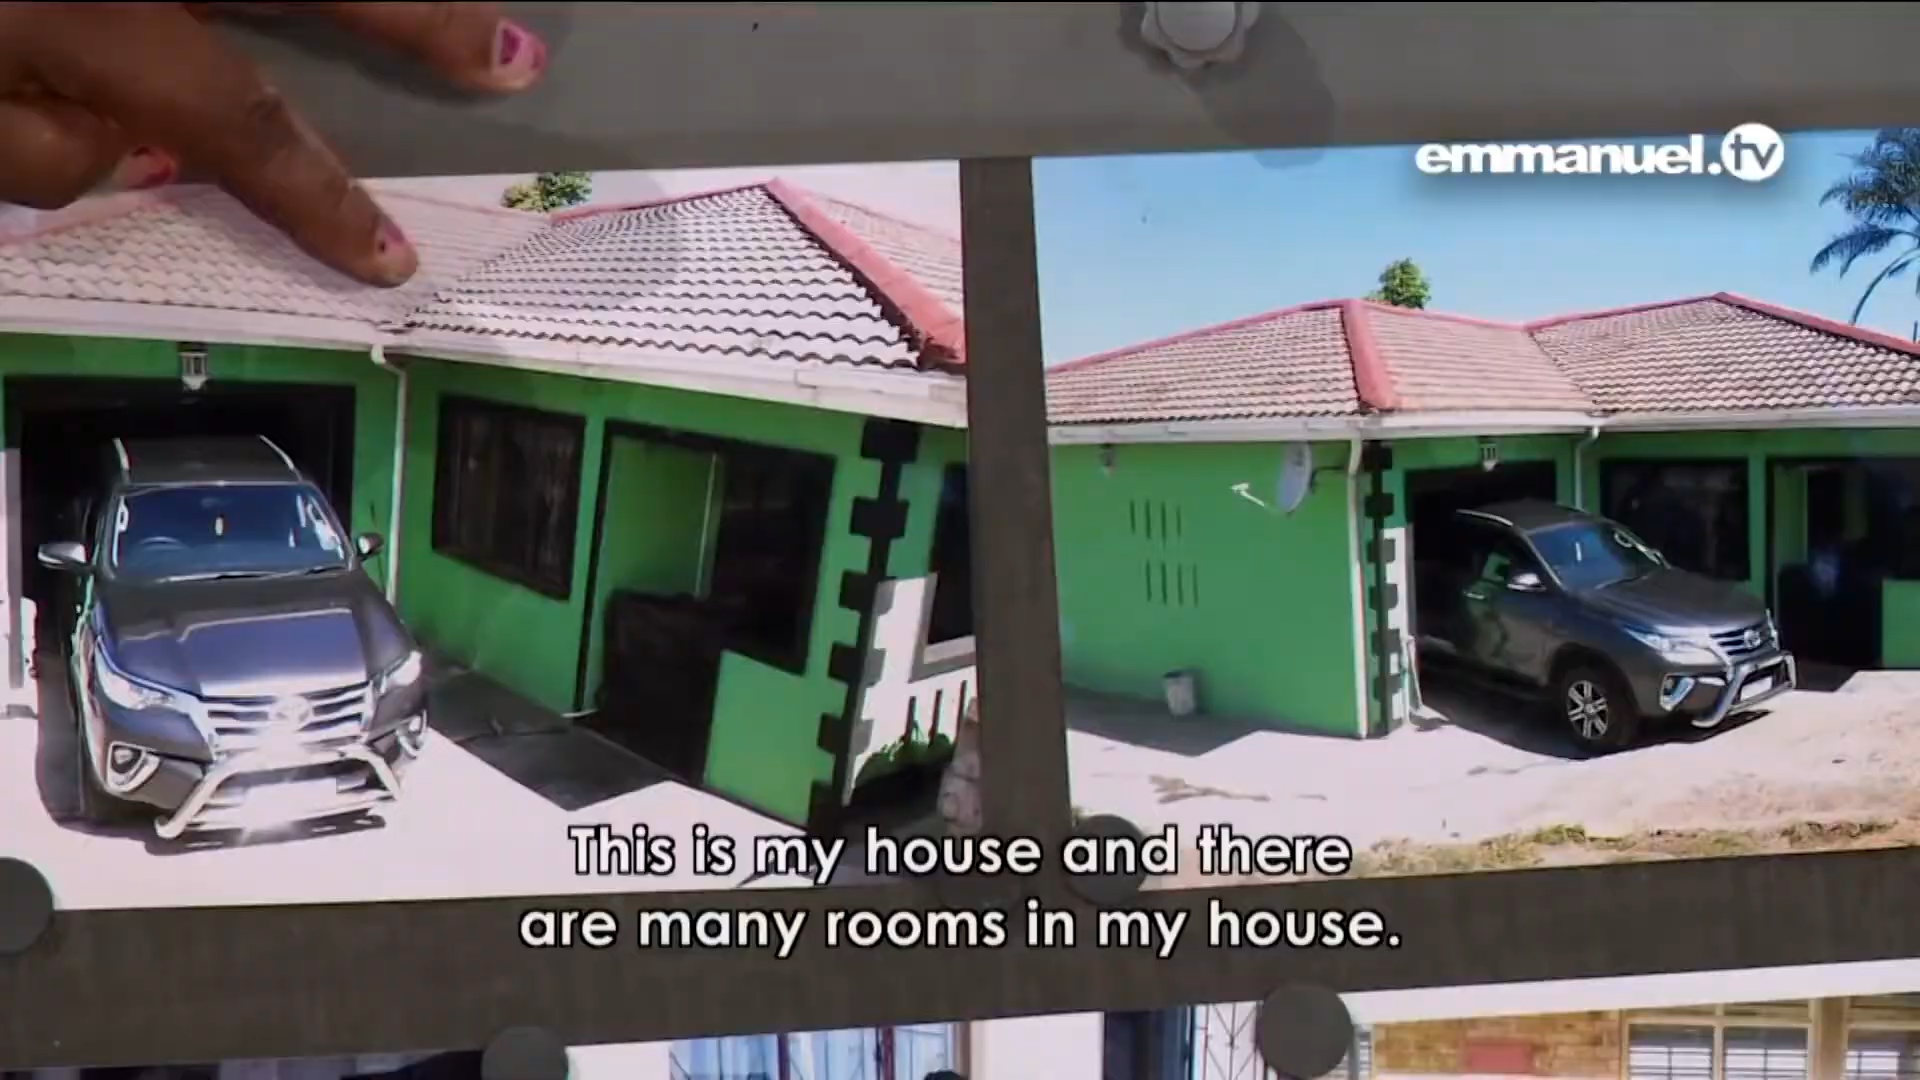 emmanuel.tv
This is my house and there
are many rooms in my house.